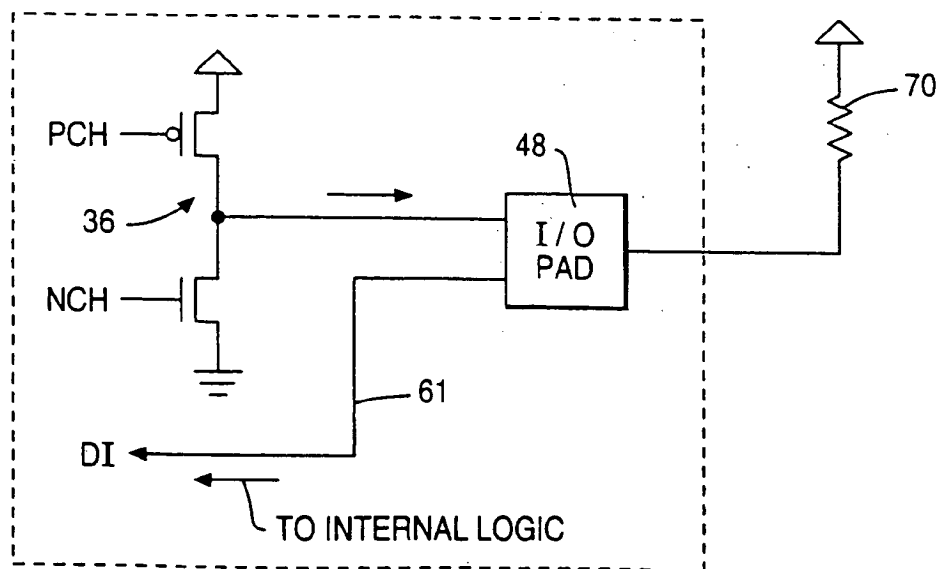 PCH
70
48
36
I/O
PAD
NCH
61
DI
TO INTERNAL LOGIC